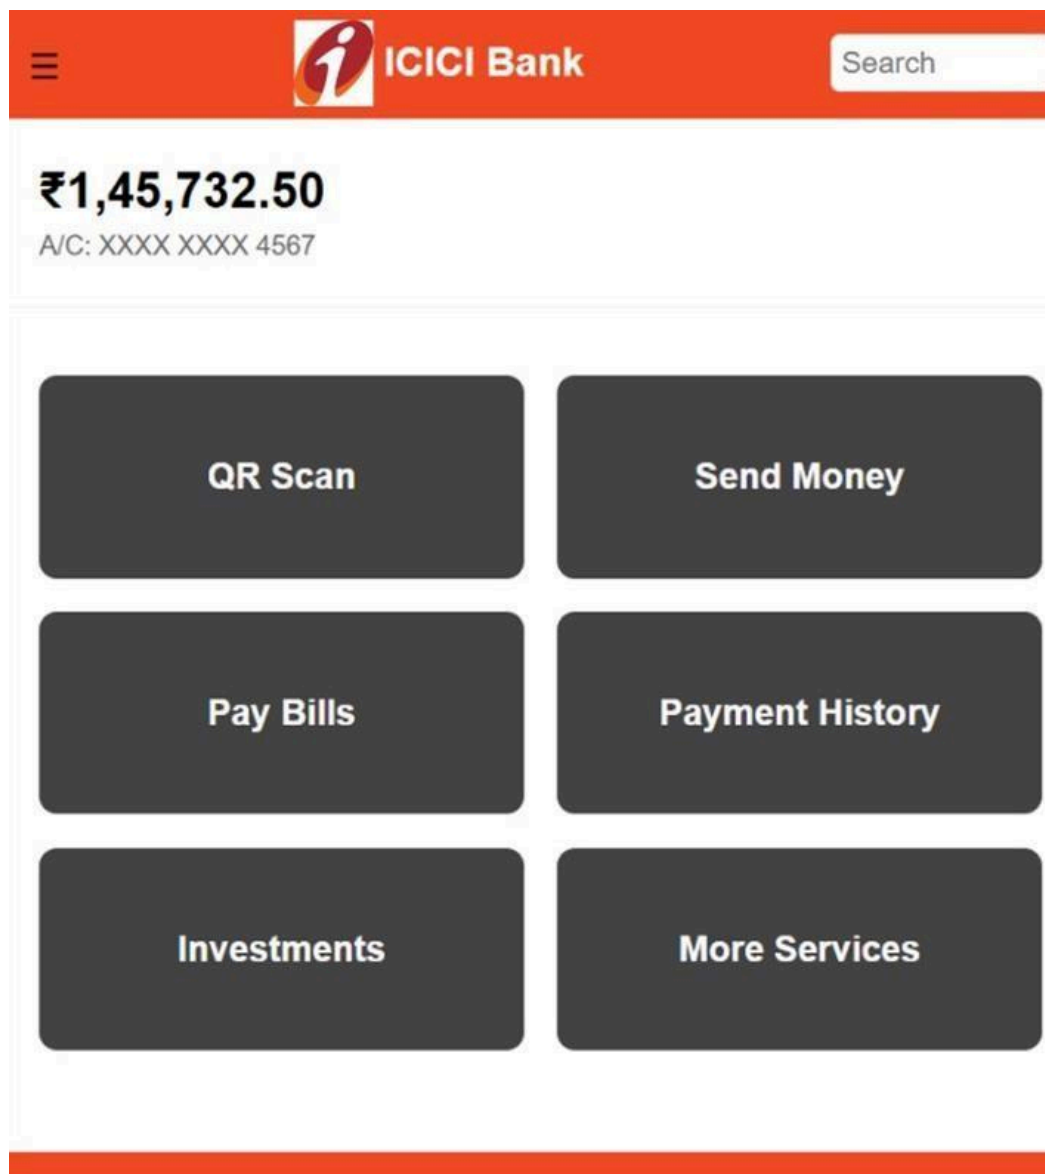 ☰ ICICI Bank Search
₹1,45,732.50
A/C: XXXX XXXX 4567
QR Scan Send Money
Pay Bills Payment History
Investments More Services